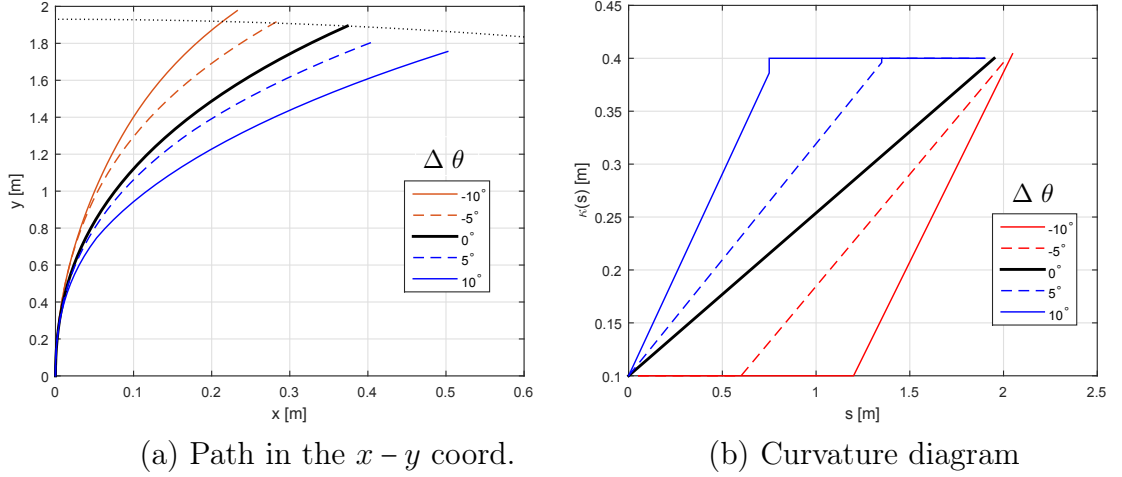 2
1.8
1.6
1.4
1.2
1
0.8
0.6
0.4
0.2
0
y [m]
0 0.1 0.2 0.3 0.4 0.5 0.6
x [m]
Δ θ
-10°
-5°
0°
5°
10°
(a) Path in the x – y coord.
0.45
0.4
0.35
0.3
0.25
0.2
0.15
0.1
κ(s) [m]
0 0.5 1 1.5 2 2.5
s [m]
Δ θ
-10°
-5°
0°
5°
10°
(b) Curvature diagram